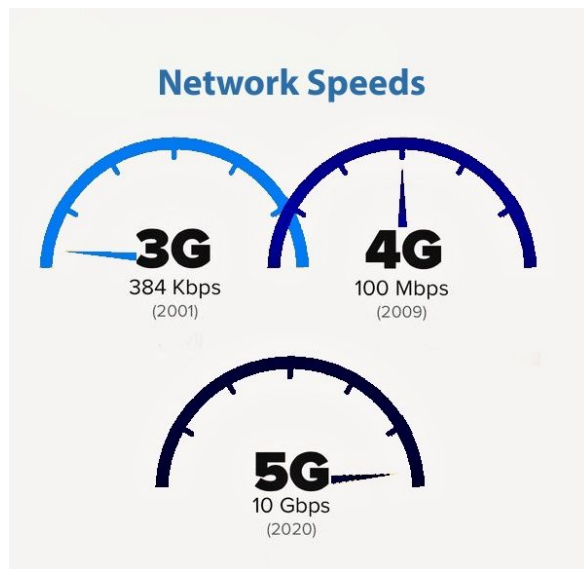 Network Speeds
3G
384 Kbps
(2001)
4G
100 Mbps
(2009)
5G
10 Gbps
(2020)